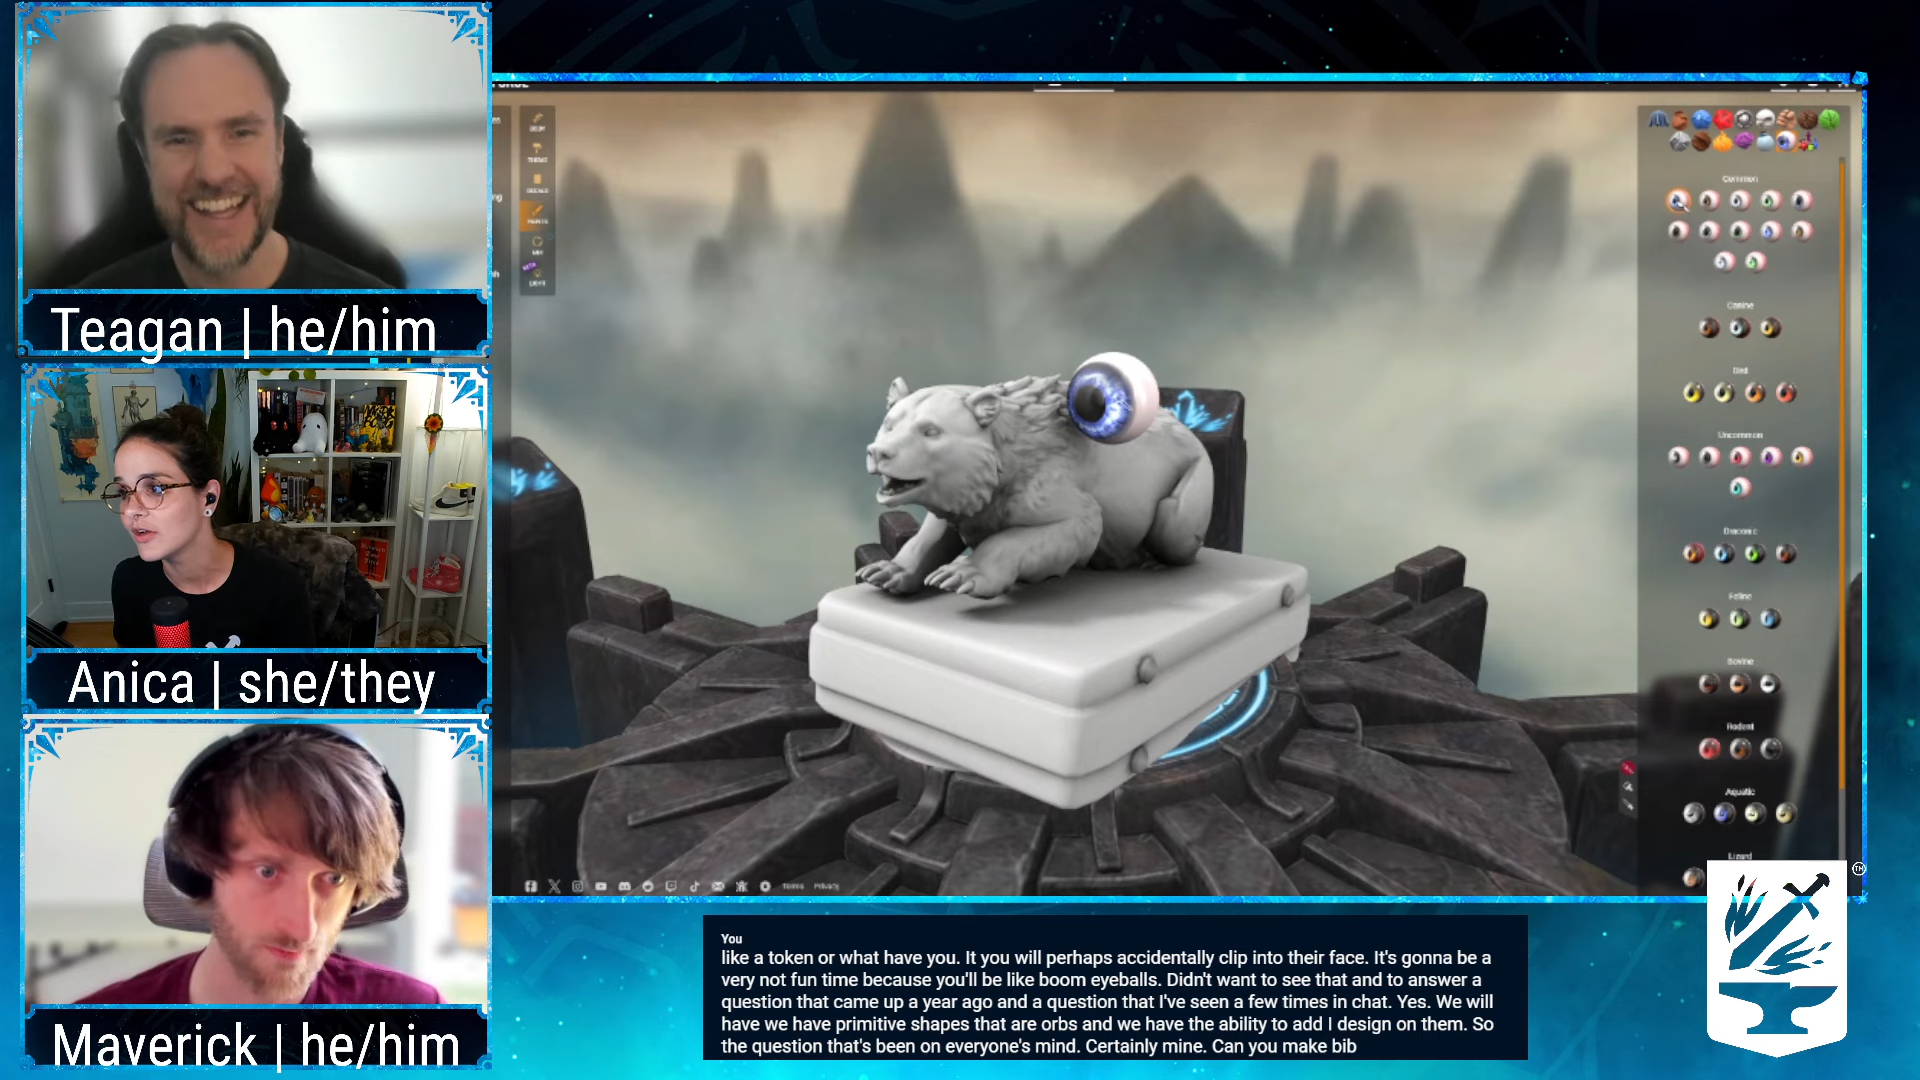 Teagan | he/him
Anica | she/they
Maverick | he/him
BODY
LIGHT
Common
Canine
Bird
Uncommon
Draconic
Feline
Bovine
Rodent
Aquatic
Lizard
Terms Privacy
TM
You
like a token or what have you. It you will perhaps accidentally clip into their face. It's gonna be a
very not fun time because you'll be like boom eyeballs. Didn't want to see that and to answer a
question that came up a year ago and a question that I've seen a few times in chat. Yes. We will
have we have primitive shapes that are orbs and we have the ability to add I design on them. So
the question that's been on everyone's mind. Certainly mine. Can you make bib